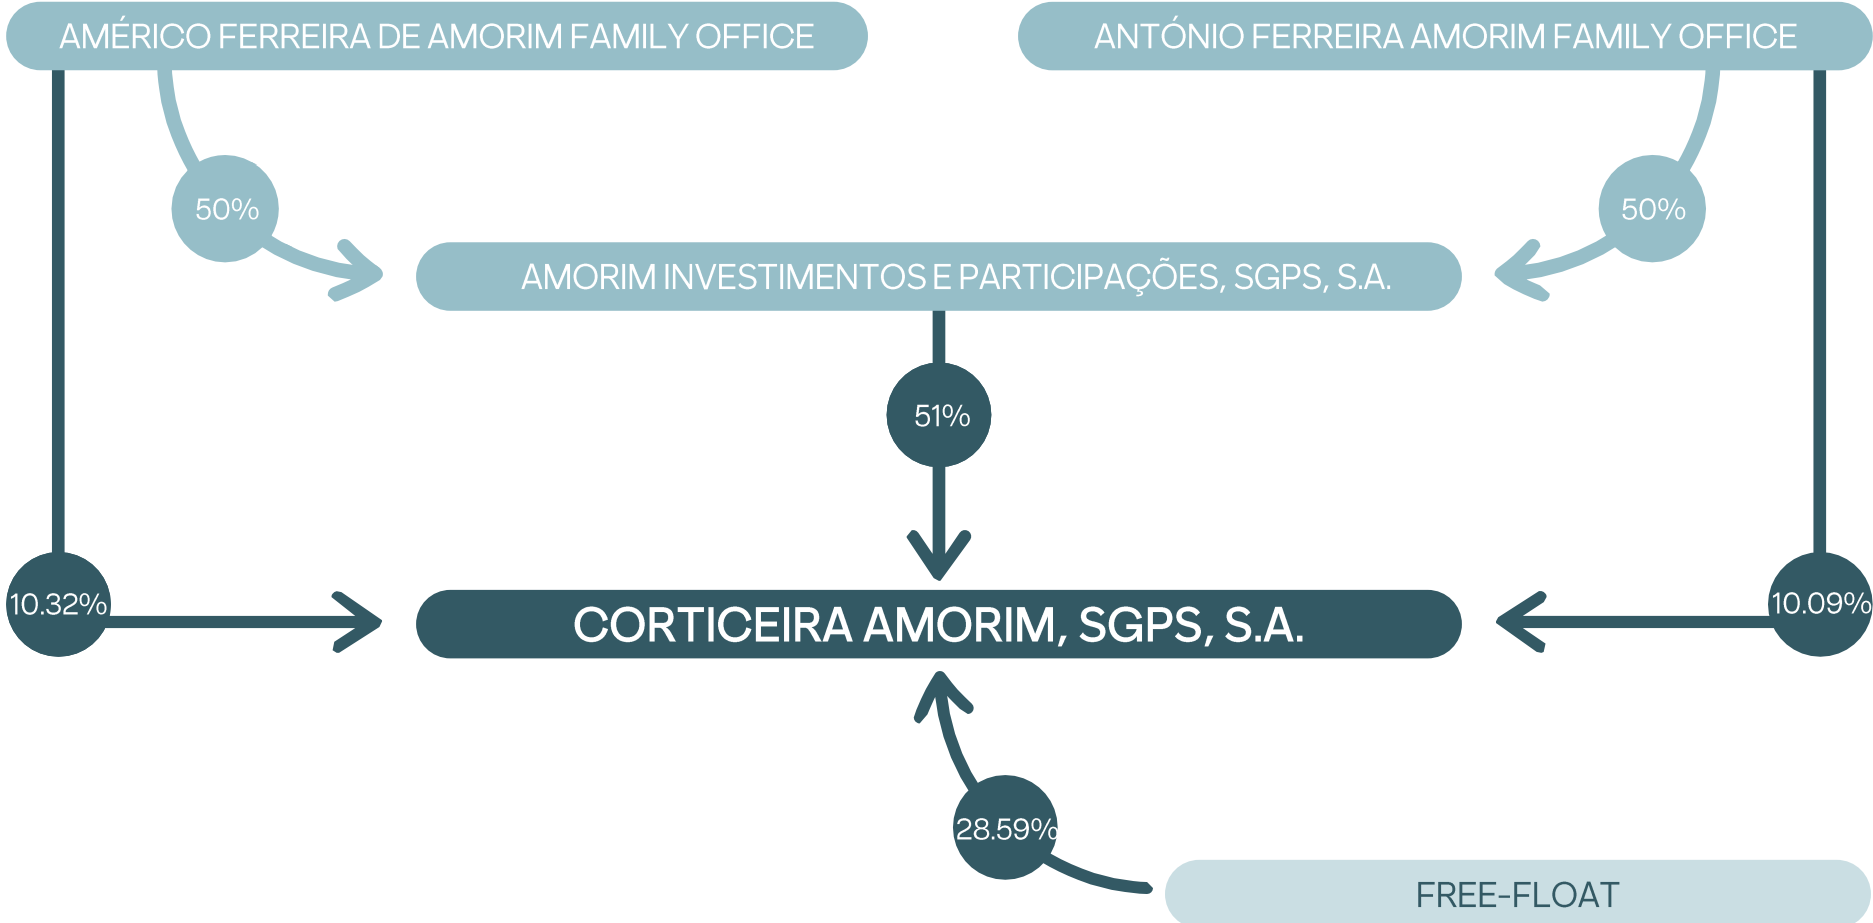 AMÉRICO FERREIRA DE AMORIM FAMILY OFFICE
ANTÓNIO FERREIRA AMORIM FAMILY OFFICE
50%
50%
AMORIM INVESTIMENTOS E PARTICIPAÇÕES, SGPS, S.A.
51%
10.32%
10.09%
CORTICEIRA AMORIM, SGPS, S.A.
28.59%
FREE-FLOAT